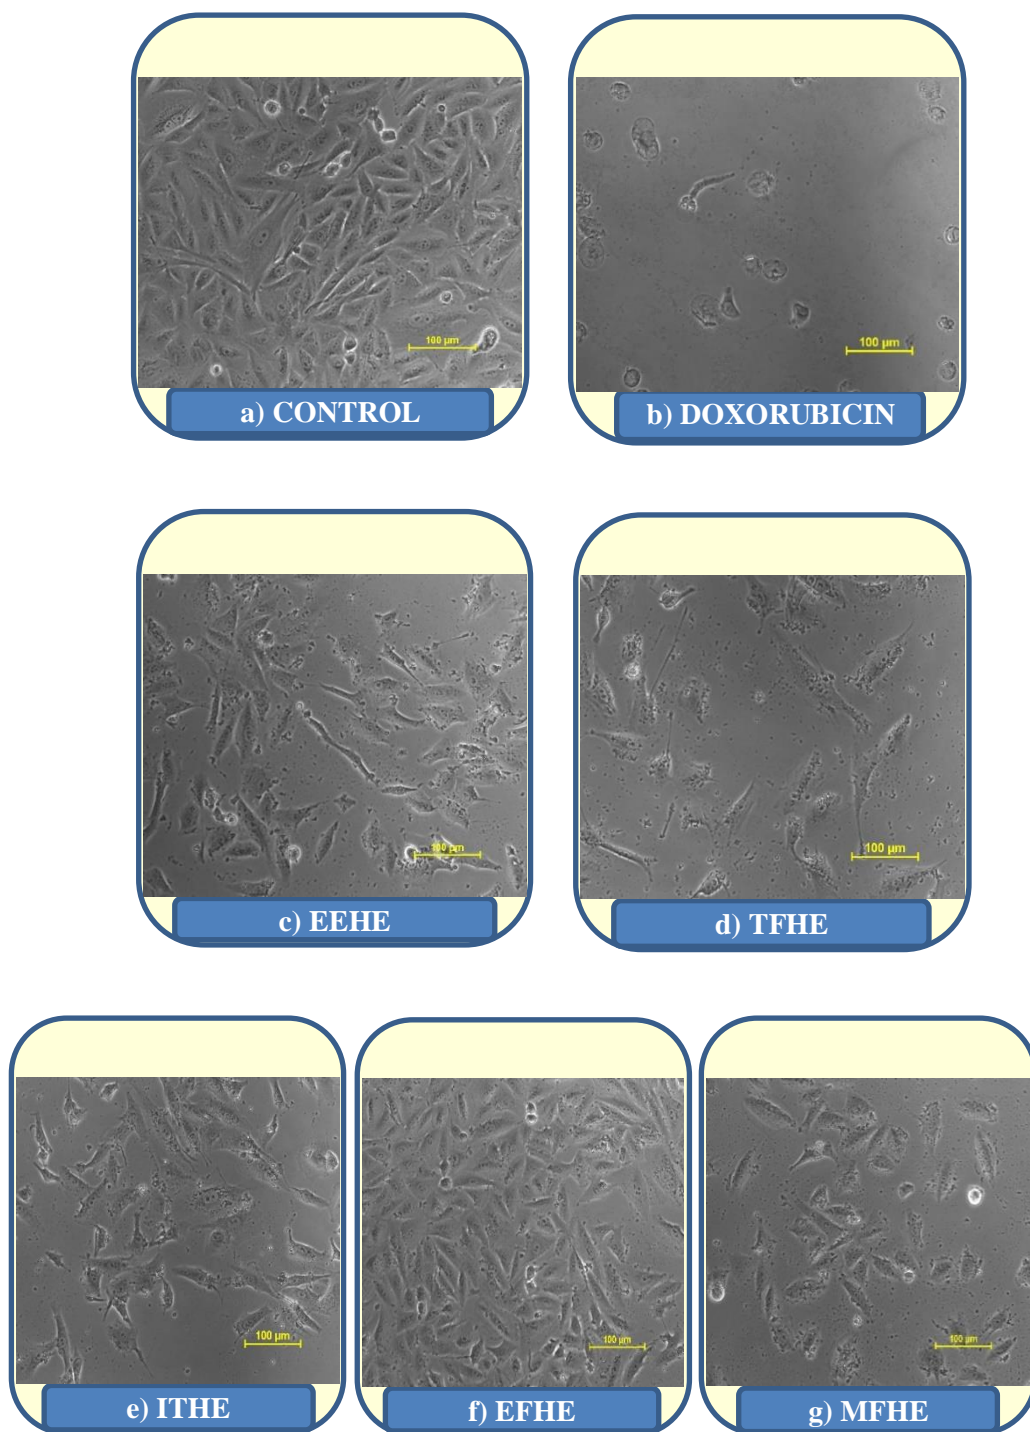 100 µm
a) CONTROL
100 µm
b) DOXORUBICIN
100 µm
c) EEHE
100 µm
d) TFHE
100 µm
e) ITHE
100 µm
f) EFHE
100 µm
g) MFHE